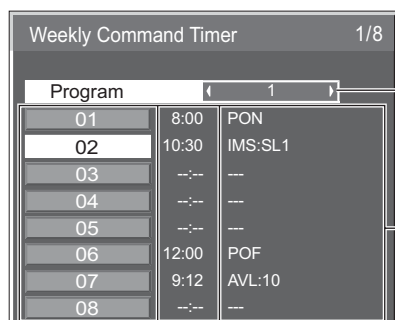 Weekly Command Timer 1/8
Program 1
01 8:00 PON
02 10:30 IMS:SL1
03 --:-- ---
04 --:-- ---
05 --:-- ---
06 12:00 POF
07 9:12 AVL:10
08 --:-- ---